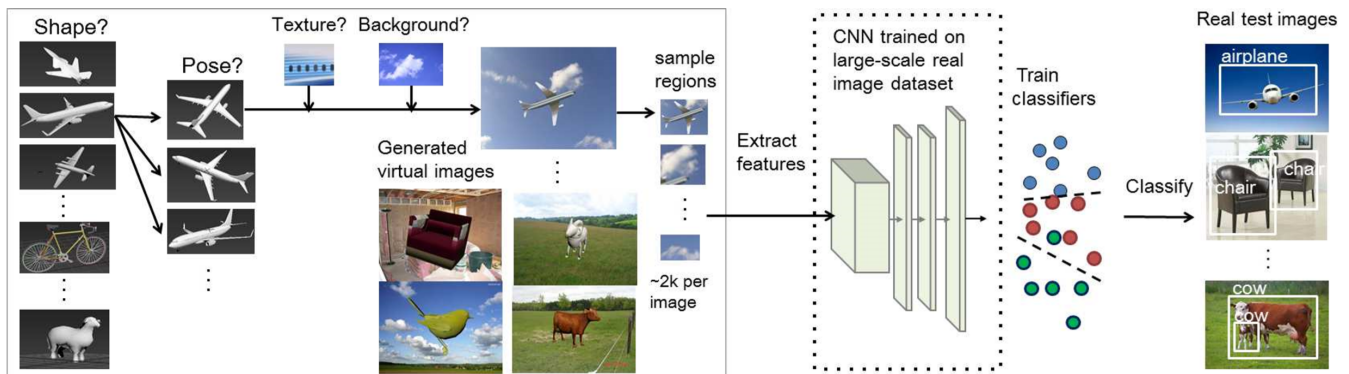 Shape?
Pose?
Texture?
Background?
sample
regions
Generated
virtual images
~2k per
image
Extract
features
CNN trained on
large-scale real
image dataset
Train
classifiers
Classify
Real test images
airplane
chair
chair
cow
cow